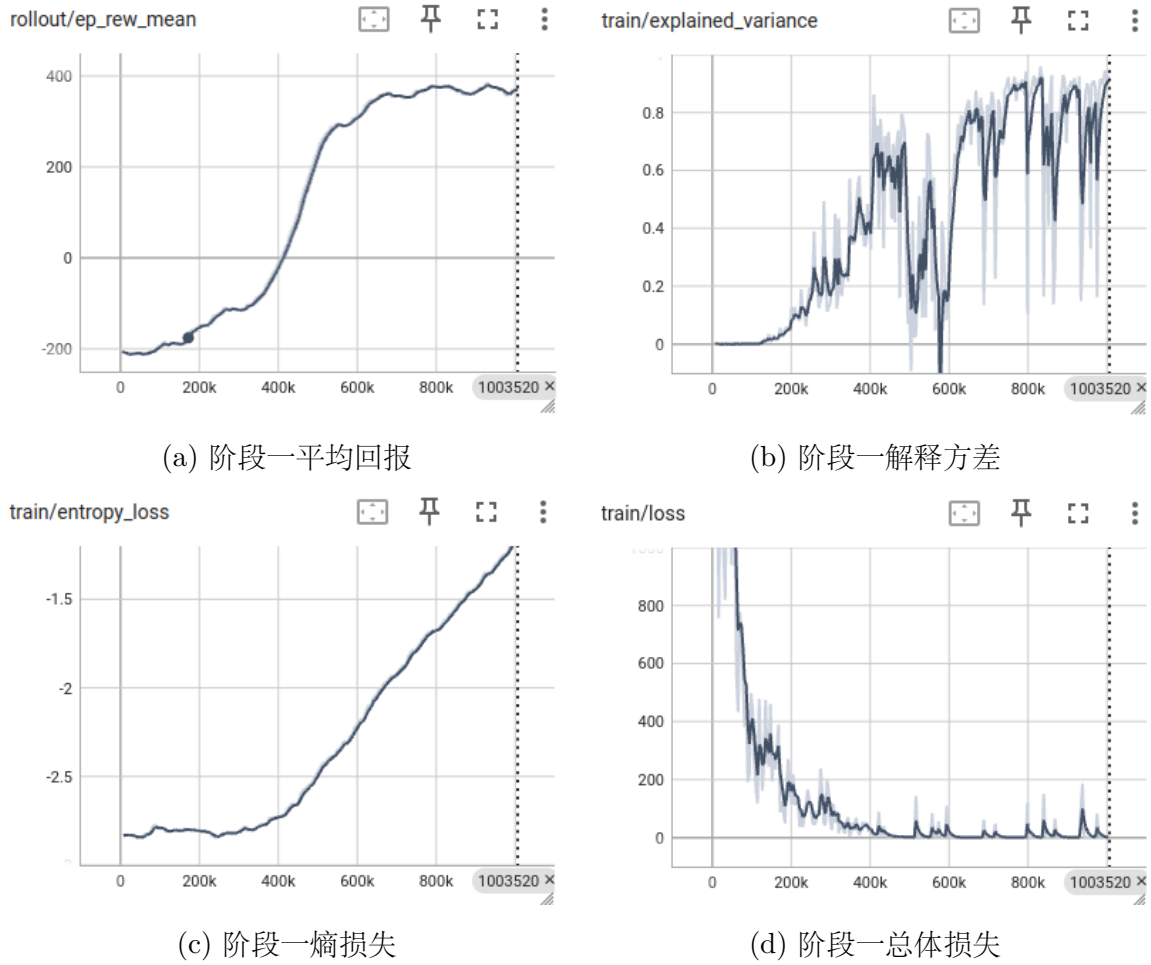 rollout/ep_rew_mean
400
200
0
-200
0 200k 400k 600k 800k 1003520 ×
(a) 阶段一平均回报
train/explained_variance
0.8
0.6
0.4
0.2
0
0 200k 400k 600k 800k 1003520 ×
(b) 阶段一解释方差
train/entropy_loss
-1.5
-2
-2.5
0 200k 400k 600k 800k 1003520 ×
(c) 阶段一熵损失
train/loss
800
600
400
200
0
0 200k 400k 600k 800k 1003520 ×
(d) 阶段一总体损失